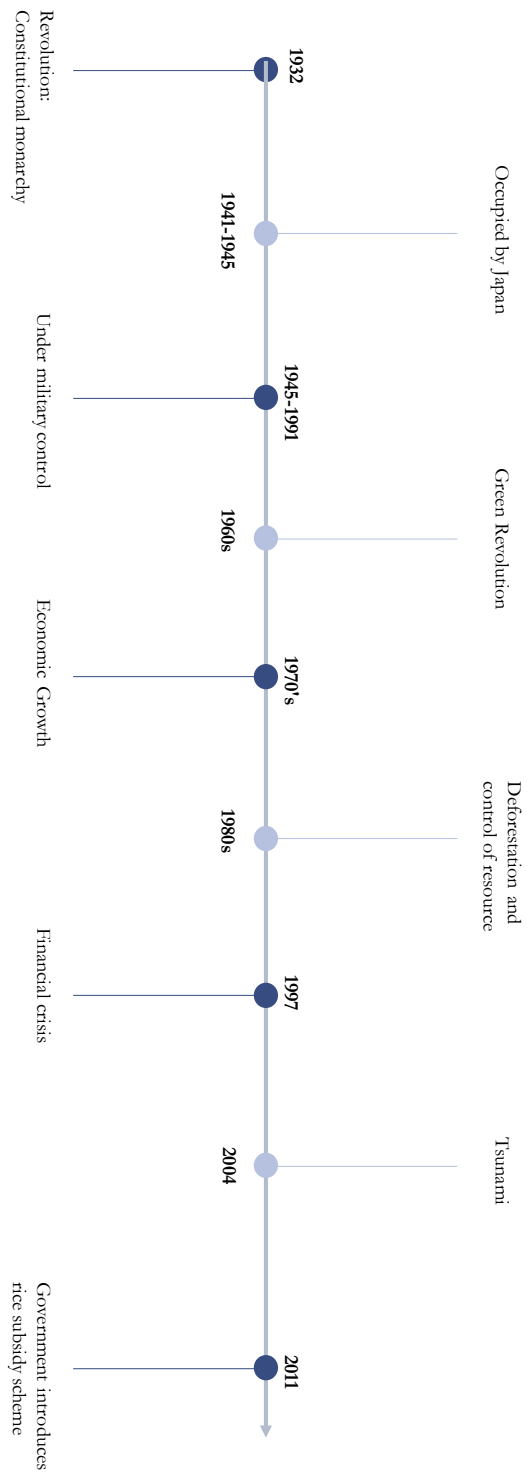 1932
Revolution:
Constitutional monarchy
Occupied by Japan
1941-1945
1945-1991
Under military control
Green Revolution
1960s
1970's
Economic Growth
Deforestation and
control of resource
1980s
1997
Financial crisis
Tsunami
2004
2011
Government introduces
rice subsidy scheme